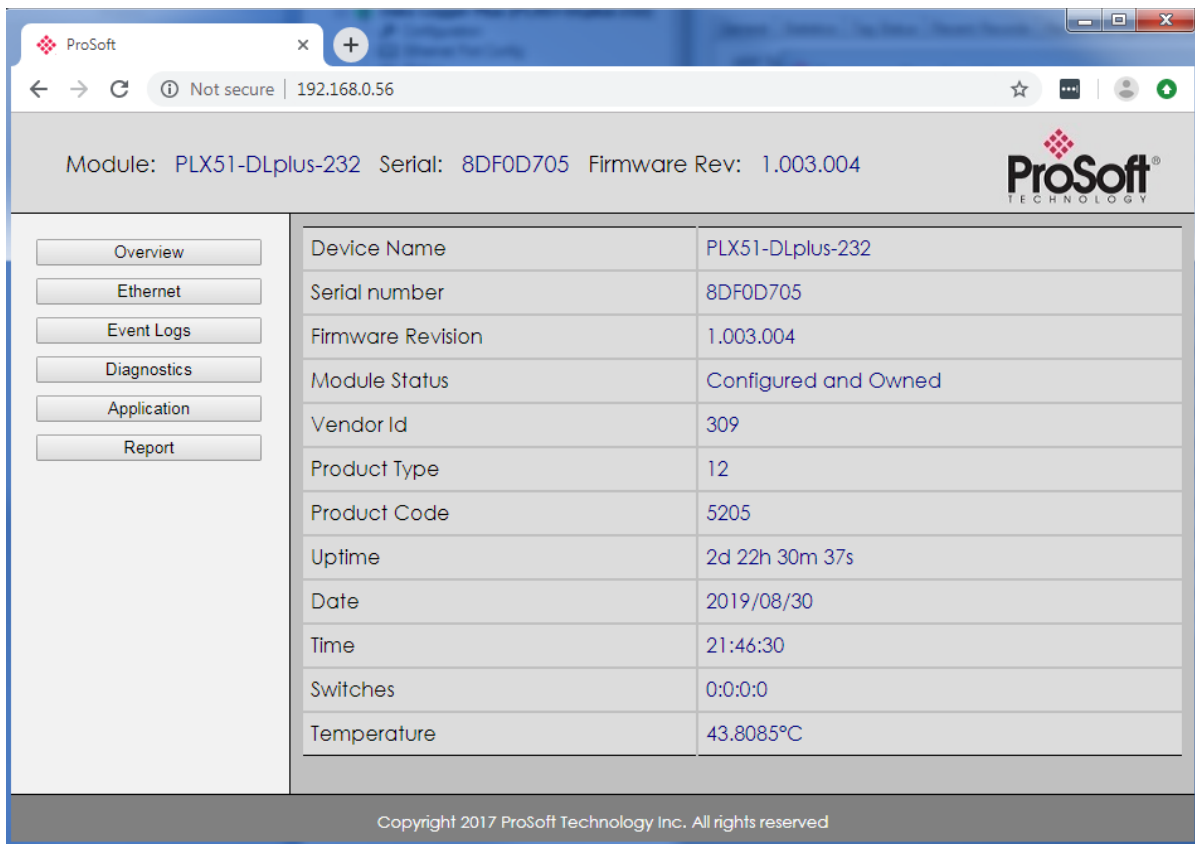 ProSoft
Not secure | 192.168.0.56
Module: PLX51-DLplus-232 Serial: 8DF0D705 Firmware Rev: 1.003.004
ProSoft®
TECHNOLOGY
Overview
Ethernet
Event Logs
Diagnostics
Application
Report
Device Name PLX51-DLplus-232
Serial number 8DF0D705
Firmware Revision 1.003.004
Module Status Configured and Owned
Vendor Id 309
Product Type 12
Product Code 5205
Uptime 2d 22h 30m 37s
Date 2019/08/30
Time 21:46:30
Switches 0:0:0:0
Temperature 43.8085°C
Copyright 2017 ProSoft Technology Inc. All rights reserved